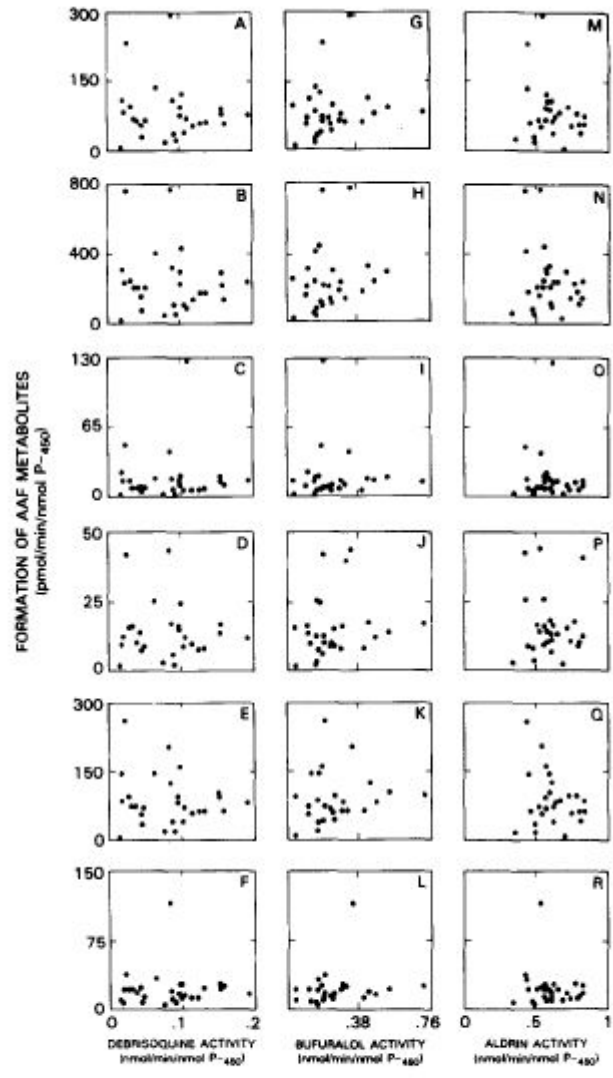 FORMATION OF AAF METABOLITES
(pmol/min/nmol P-450)
300
150
0
A
G
M
800
400
0
B
H
N
130
65
0
C
I
O
50
25
0
D
J
P
300
150
0
E
K
Q
150
75
0
F
L
R
0 .1 .2
.38 .76
0 .5 1
DEBRISOQUINE ACTIVITY
(nmol/min/nmol P-450)
BUFURALOL ACTIVITY
(nmol/min/nmol P-450)
ALDRIN ACTIVITY
(nmol/min/nmol P-450)